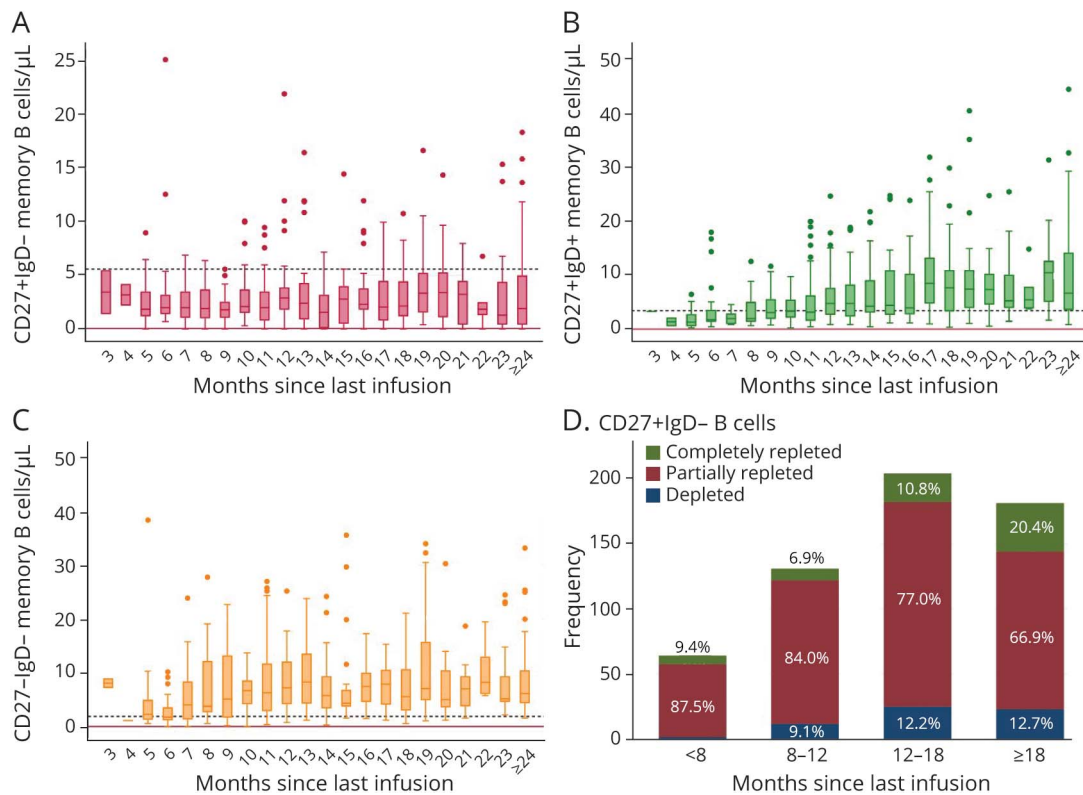 A
CD27+IgD– memory B cells/μL
25
20
15
10
5
0
3 4 5 6 7 8 9 10 11 12 13 14 15 16 17 18 19 20 21 22 23 ≥24
Months since last infusion
B
CD27+IgD+ memory B cells/μL
50
40
30
20
10
0
3 4 5 6 7 8 9 10 11 12 13 14 15 16 17 18 19 20 21 22 23 ≥24
Months since last infusion
C
CD27–IgD– memory B cells/μL
50
40
30
20
10
0
3 4 5 6 7 8 9 10 11 12 13 14 15 16 17 18 19 20 21 22 23 ≥24
Months since last infusion
D. CD27+IgD– B cells
Completely repleted
Partially repleted
Depleted
Frequency
200
150
100
50
0
9.4%
87.5%
6.9%
84.0%
9.1%
10.8%
77.0%
12.2%
20.4%
66.9%
12.7%
<8 8–12 12–18 ≥18
Months since last infusion